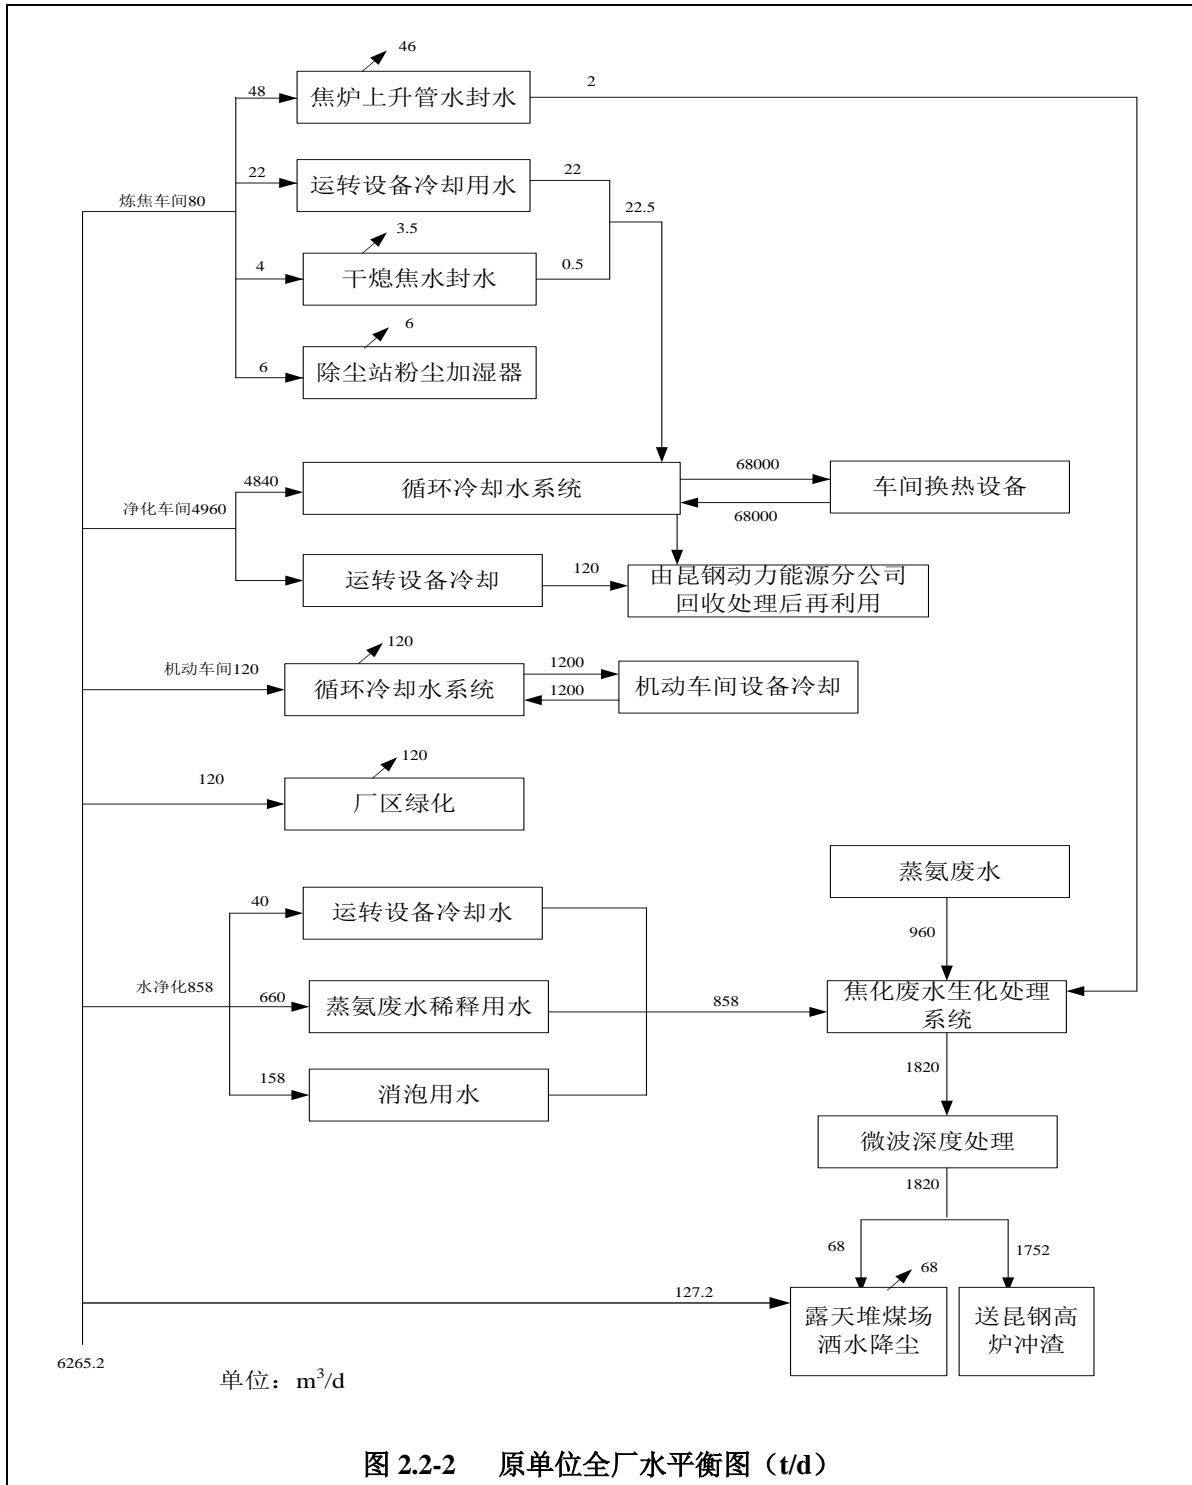 46
48
焦炉上升管水封水
2
22
运转设备冷却用水
22
炼焦车间80
22.5
3.5
4
干熄焦水封水
0.5
6
6
除尘站粉尘加湿器
4840
循环冷却水系统
68000
车间换热设备
净化车间4960
68000
运转设备冷却
120
由昆钢动力能源分公司
回收处理后再利用
120
机动车间120
循环冷却水系统
1200
1200
机动车间设备冷却
120
120
厂区绿化
蒸氨废水
40
运转设备冷却水
960
水净化858
660
蒸氨废水稀释用水
858
焦化废水生化处理
系统
158
消泡用水
1820
微波深度处理
1820
68
1752
68
127.2
露天堆煤场
洒水降尘
送昆钢高
炉冲渣
6265.2
单位：m³/d
图 2.2-2 原单位全厂水平衡图（t/d）